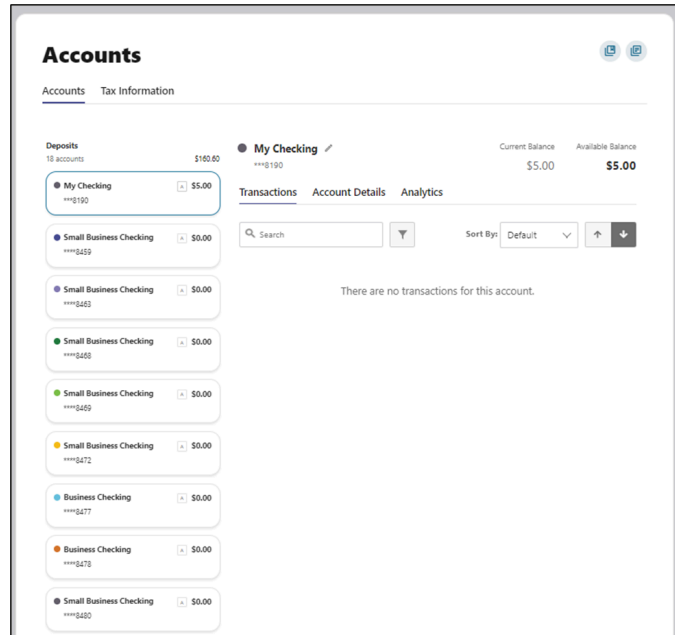 Accounts
Accounts Tax Information
Deposits
18 accounts $160.60
My Checking A $5.00
***8190
Small Business Checking A $0.00
****8459
Small Business Checking A $0.00
****8463
Small Business Checking A $0.00
****8468
Small Business Checking A $0.00
****8469
Small Business Checking A $0.00
****8472
Business Checking A $0.00
****8477
Business Checking A $0.00
****8478
Small Business Checking A $0.00
****8480
My Checking
***8190
Current Balance Available Balance
$5.00 $5.00
Transactions Account Details Analytics
Search Sort By: Default
There are no transactions for this account.